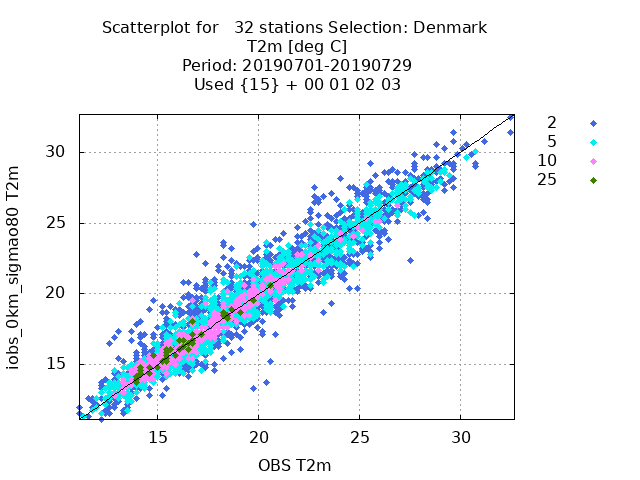 Scatterplot for   32 stations Selection: Denmark
T2m [deg C]
Period: 20190701-20190729
Used {15} + 00 01 02 03
2
5
10
25
iobs_0km_sigmao80 T2m
30
25
20
15
15 20 25 30
OBS T2m